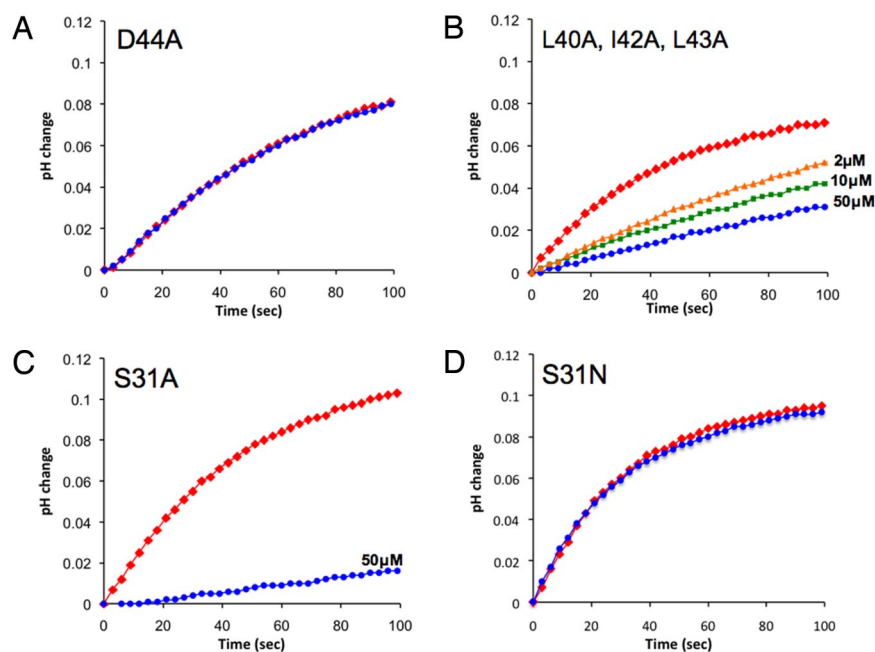 A
D44A
0.12
0.1
0.08
0.06
0.04
0.02
0
pH change
0 20 40 60 80 100
Time (sec)
B
L40A, I42A, L43A
0.12
0.1
0.08
0.06
0.04
0.02
0
pH change
2µM
10µM
50µM
0 20 40 60 80 100
Time (sec)
C
S31A
0.12
0.1
0.08
0.06
0.04
0.02
0
pH change
50µM
0 20 40 60 80 100
Time (sec)
D
S31N
0.12
0.1
0.08
0.06
0.04
0.02
0
pH change
0 20 40 60 80 100
Time (sec)